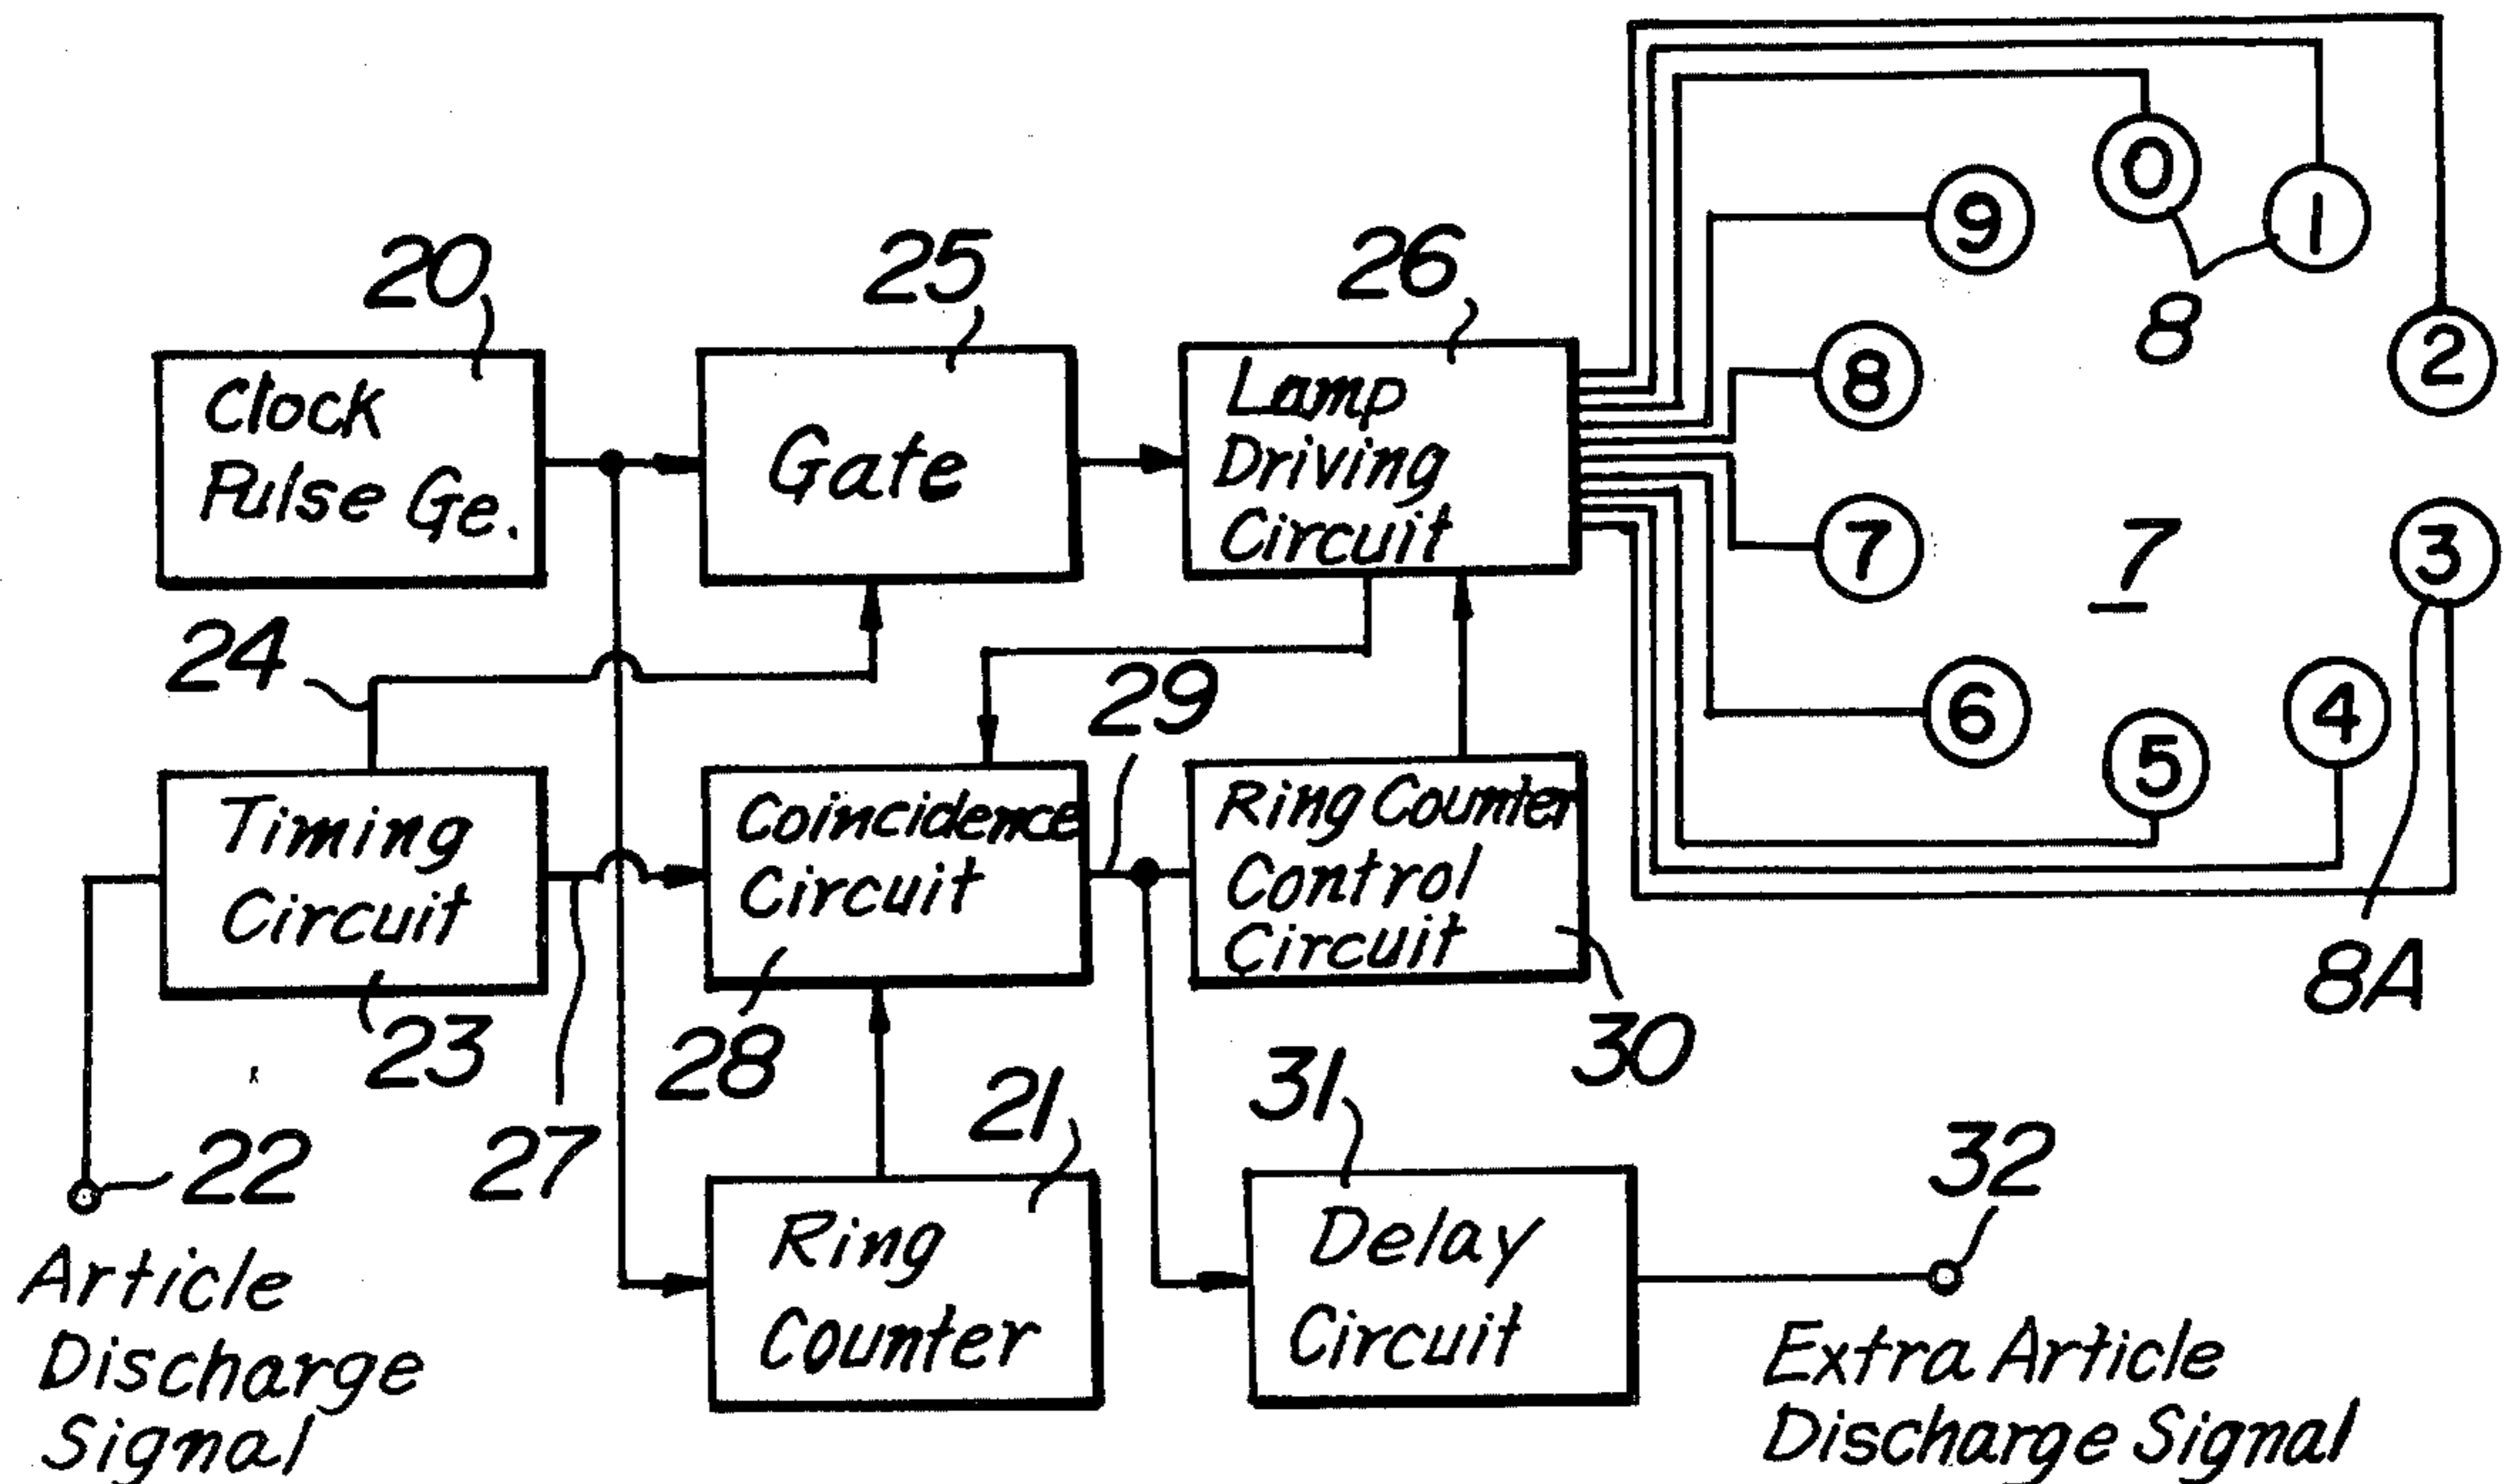 20
25
26
Clock
Pulse Ge.
Gate
Lamp
Driving
Circuit
0
1
2
3
4
5
6
7
8
9
8
7
8A
24
29
Timing
Circuit
Coincidence
Circuit
Ring Counter
Control
Circuit
23
27
28
30
22
21
31
32
Ring
Counter
Delay
Circuit
Article
Discharge
Signal
Extra Article
Discharge Signal